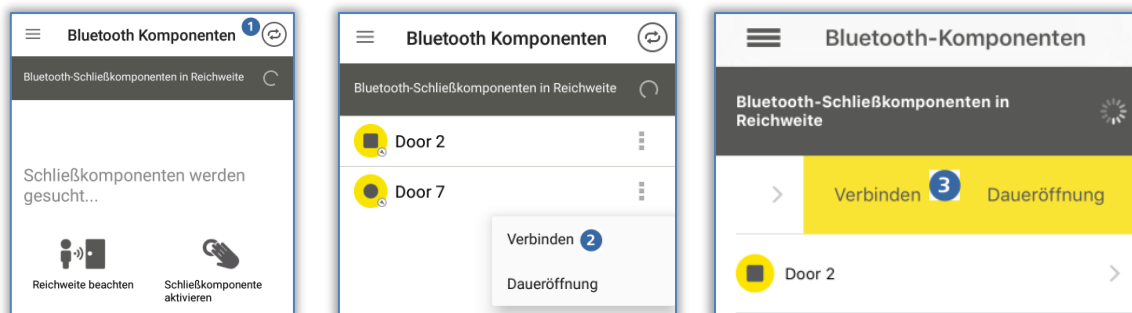 Bluetooth Komponenten 1
Bluetooth-Schließkomponenten in Reichweite
Schließkomponenten werden
gesucht...
Reichweite beachten
Schließkomponente
aktivieren
Bluetooth Komponenten
Bluetooth-Schließkomponenten in Reichweite
Door 2
Door 7
Verbinden 2
Daueröffnung
Bluetooth-Komponenten
Bluetooth-Schließkomponenten in
Reichweite
Verbinden 3 Daueröffnung
Door 2